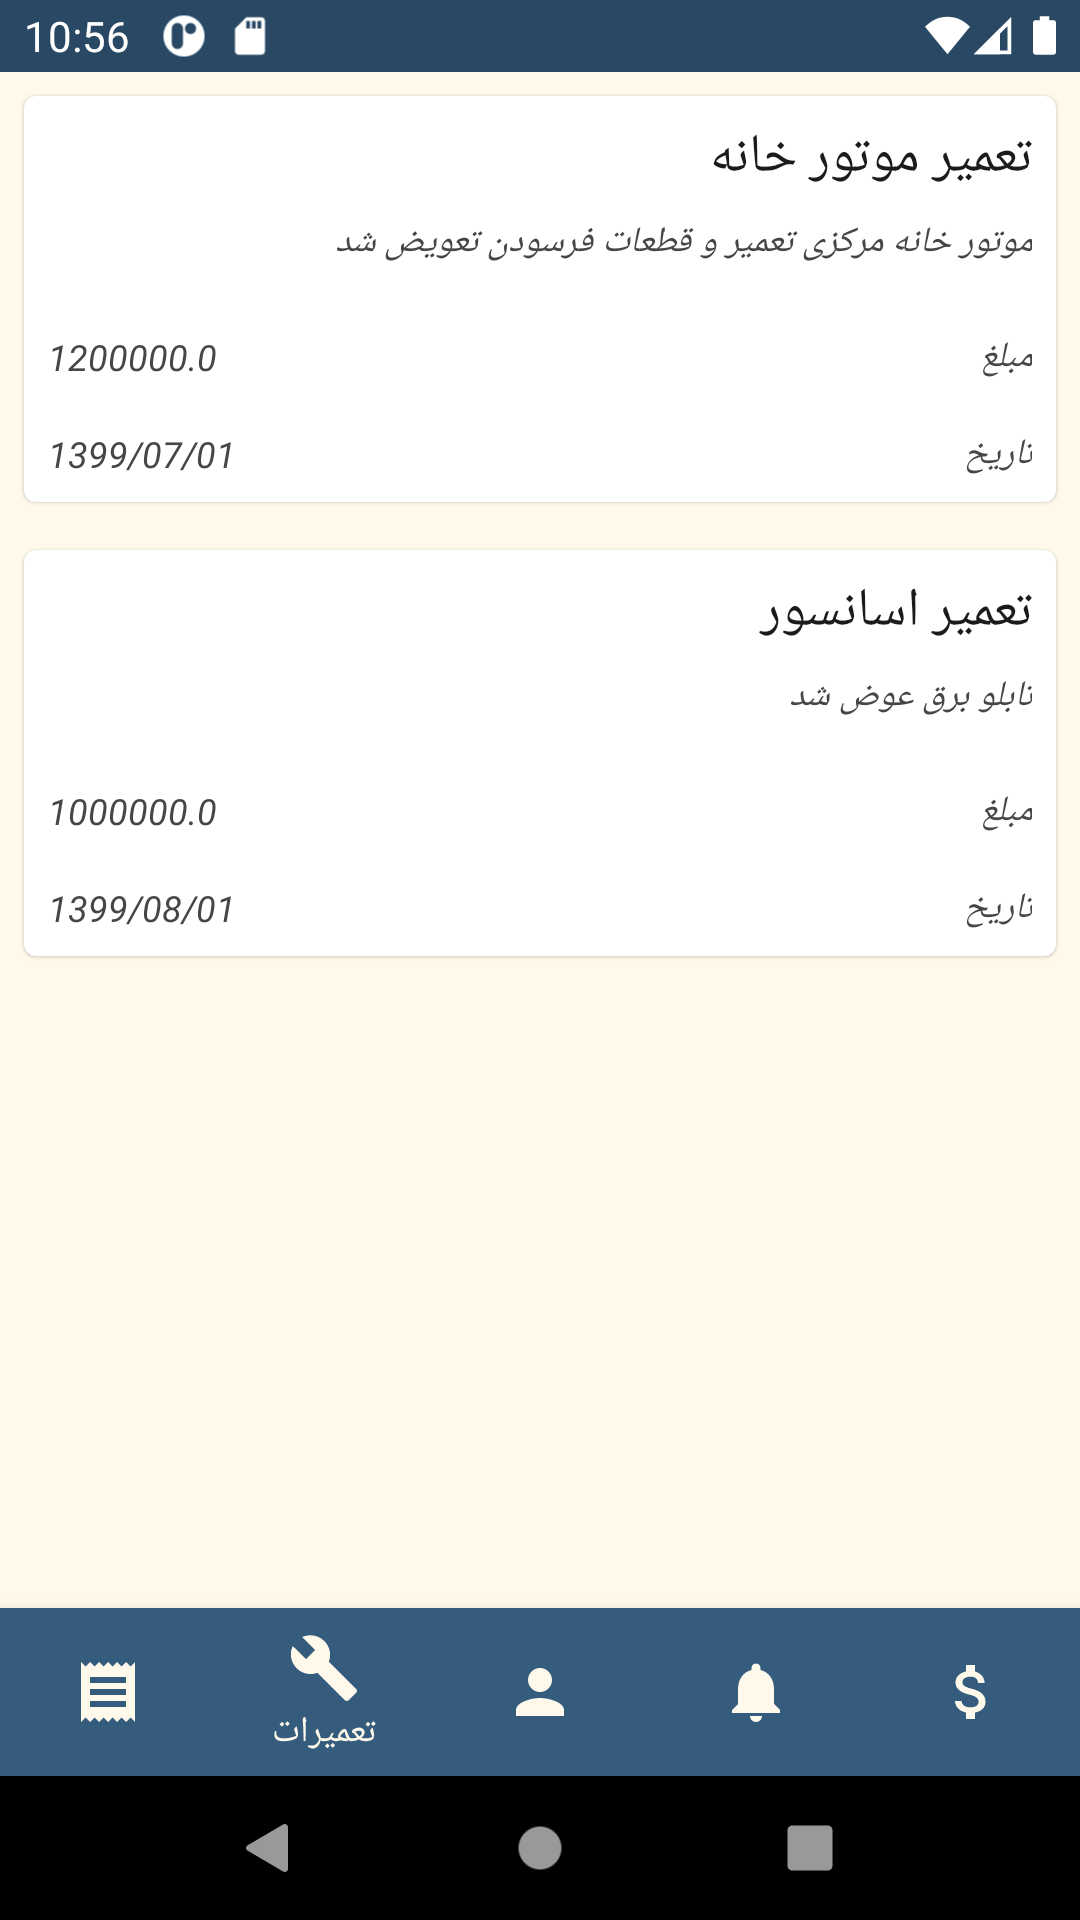 10:56
تعمیر موتور خانه
موتور خانه مرکزی تعمیر و قطعات فرسودن تعویض شد
مبلغ 1200000.0
تاریخ 1399/07/01
تعمیر اسانسور
تابلو برق عوض شد
مبلغ 1000000.0
تاریخ 1399/08/01
تعمیرات